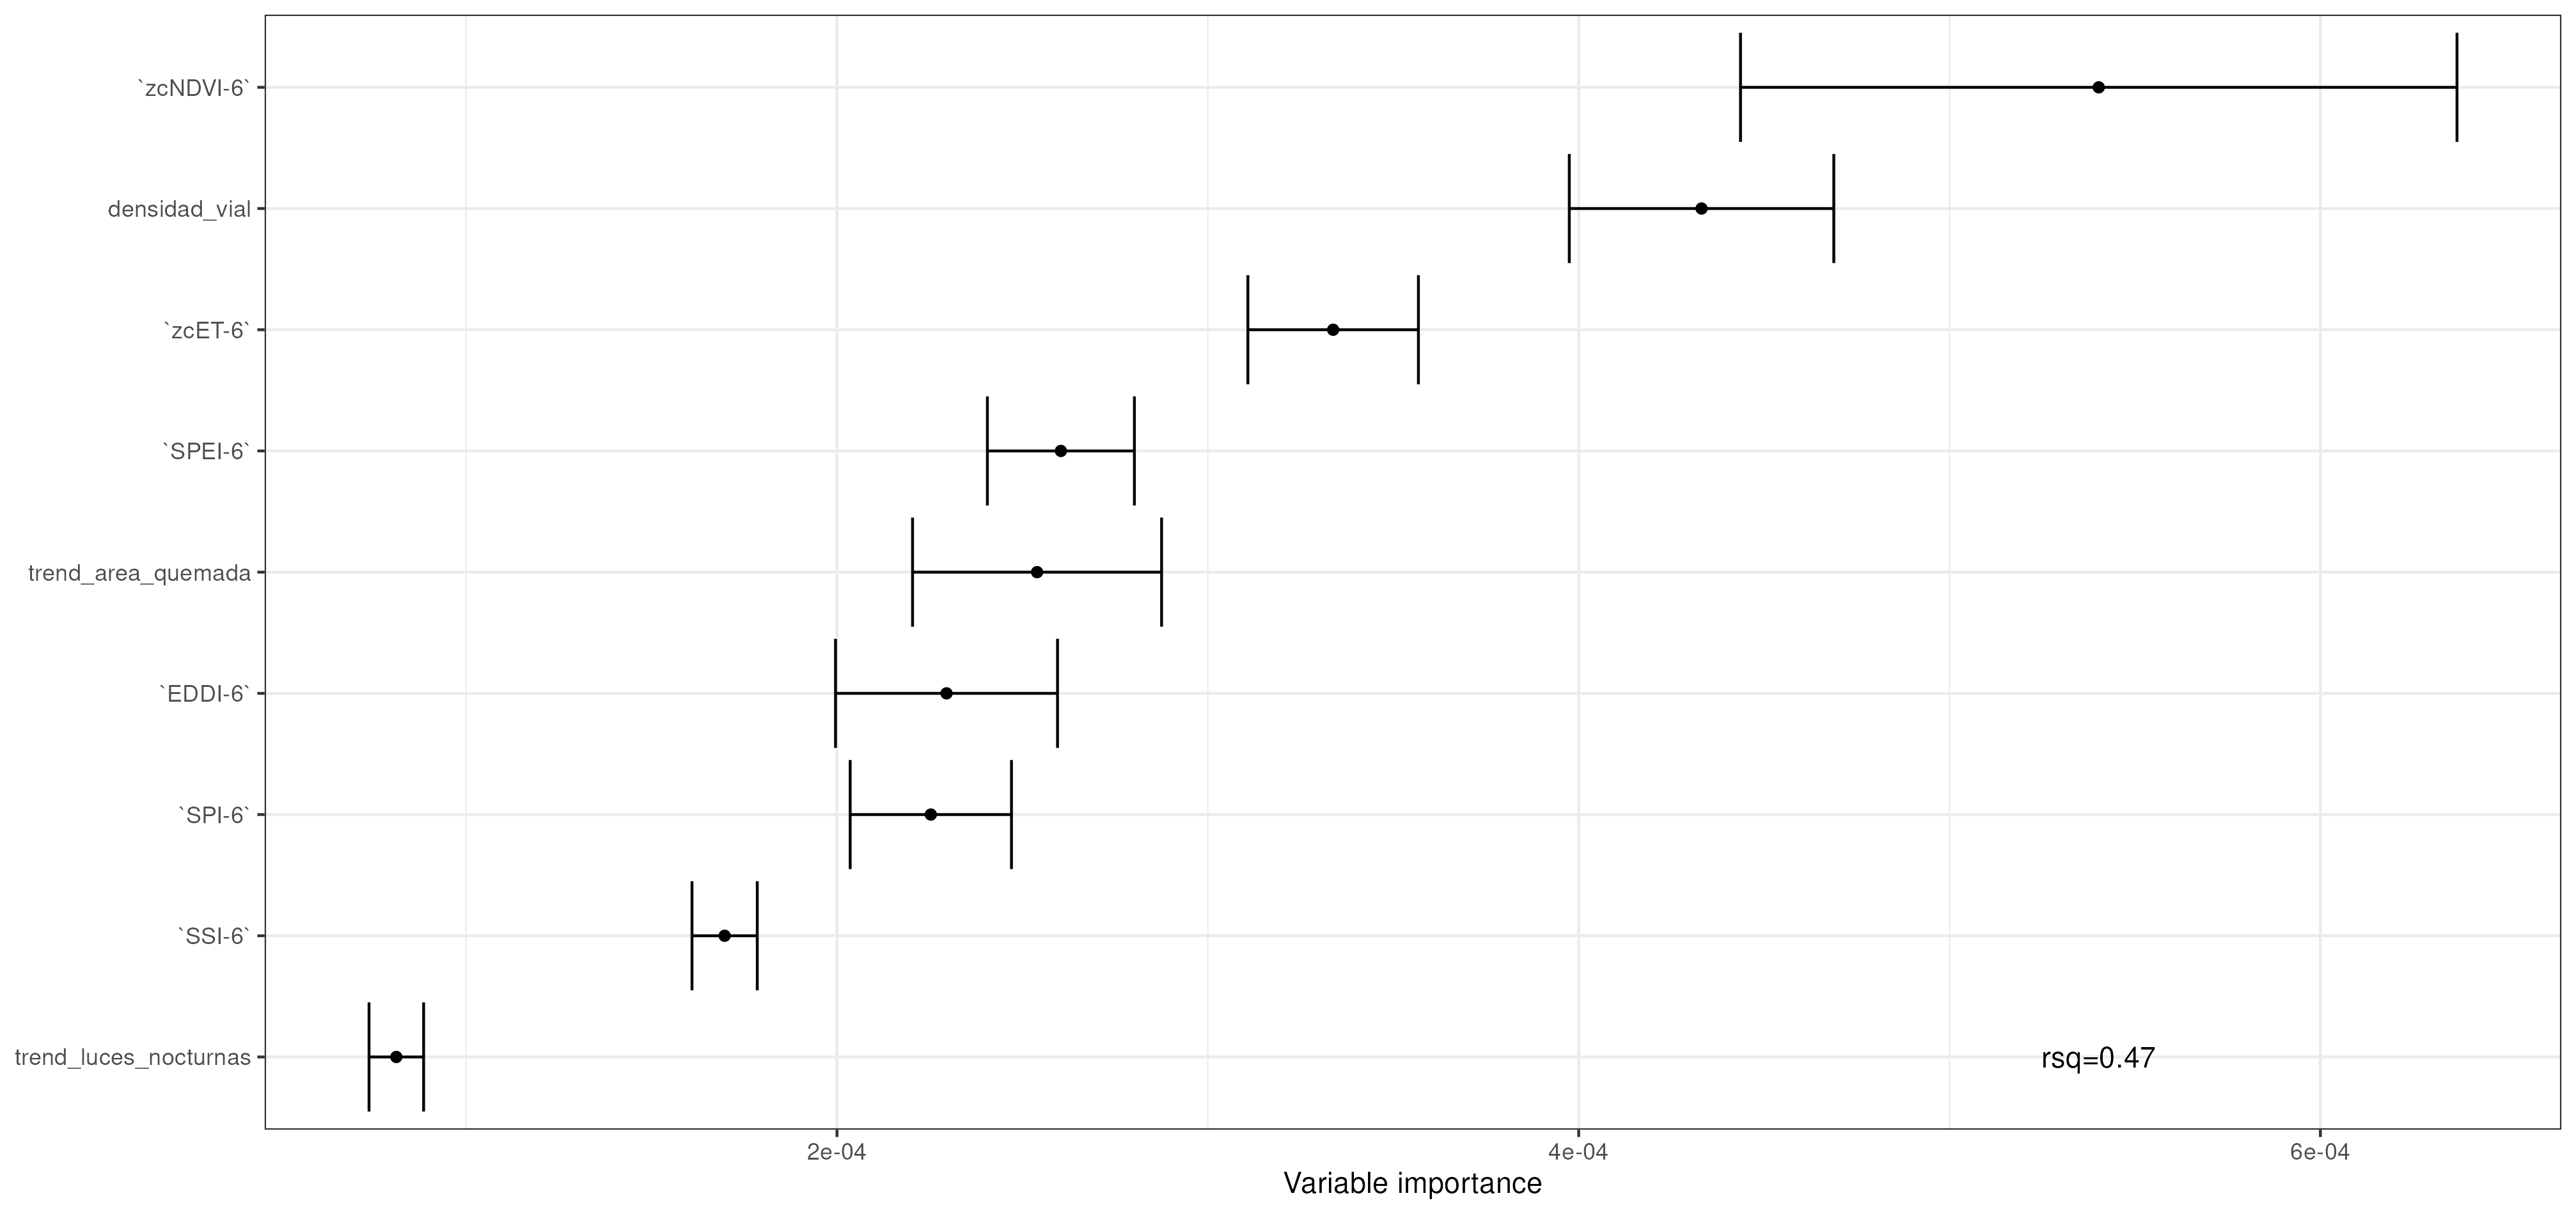 `zcNDVI-6`
densidad_vial
`zcET-6`
`SPEI-6`
trend_area_quemada
`EDDI-6`
`SPI-6`
`SSI-6`
trend_luces_nocturnas
rsq=0.47
2e-04
4e-04
6e-04
Variable importance